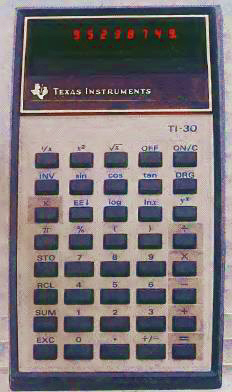 95298749.
TEXAS INSTRUMENTS
TI-30
1/x x² √x OFF ON/C
INV sin cos tan DRG
K EE↓ log lnx yˣ
π % ( ) ÷
STO 7 8 9 X
RCL 4 5 6 −
SUM 1 2 3 +
EXC 0 • +/− =